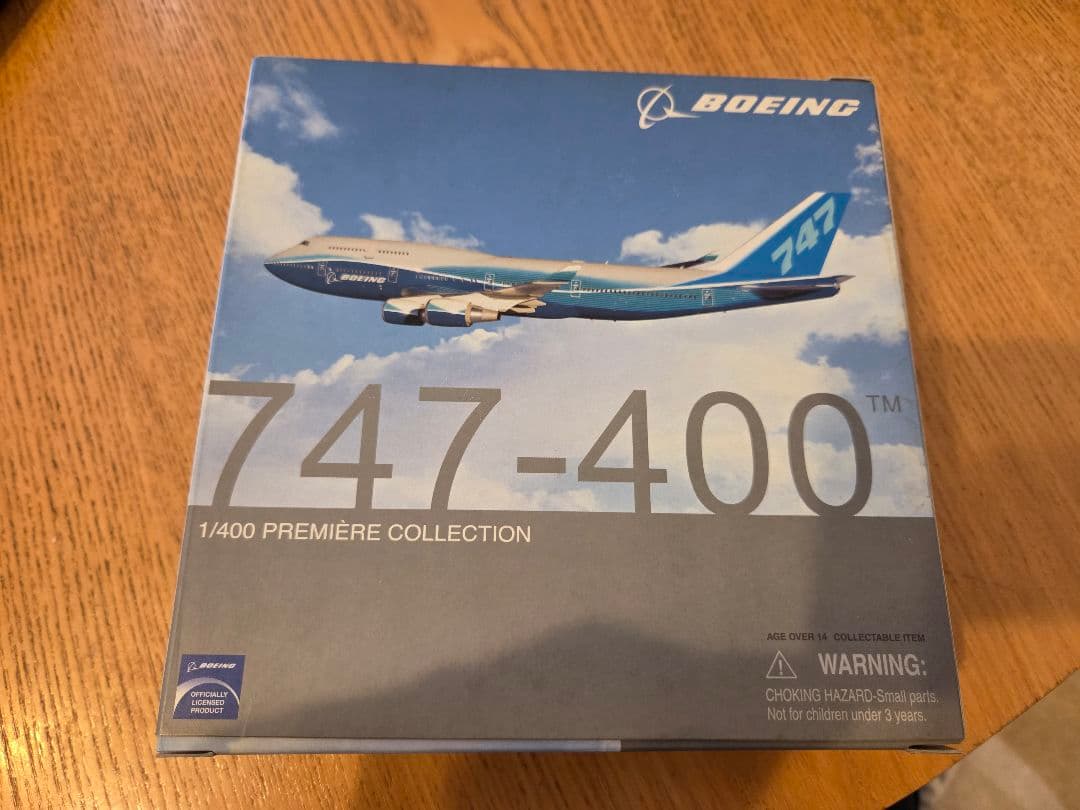 BOEING
747
BOEING
747-400™
1/400 PREMIÈRE COLLECTION
AGE OVER 14 COLLECTABLE ITEM
WARNING:
CHOKING HAZARD-Small parts.
Not for children under 3 years.
BOEING
OFFICIALLY
LICENSED
PRODUCT